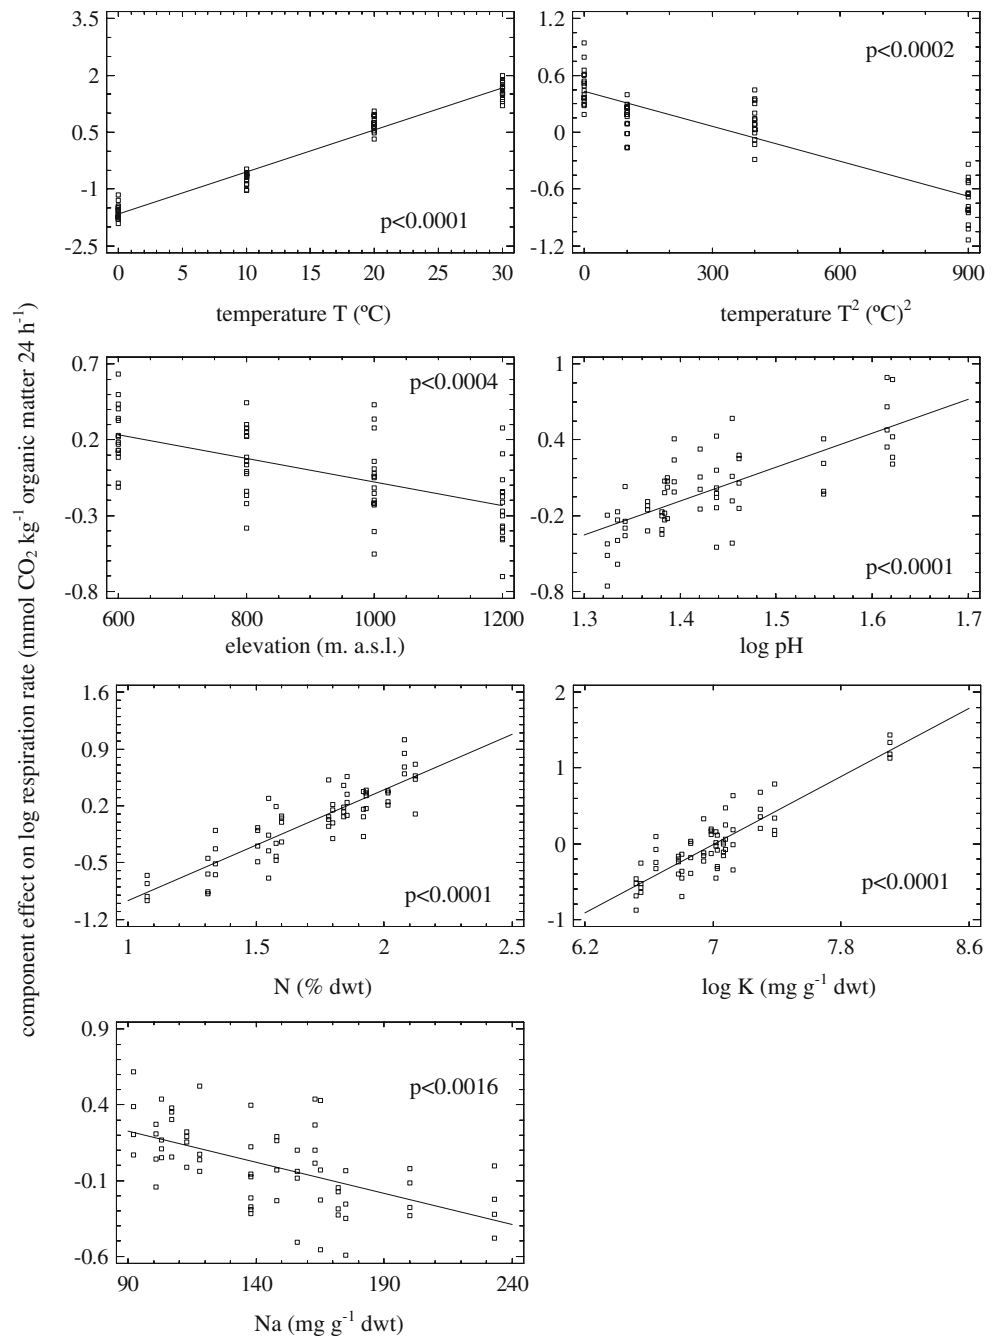 component effect on log respiration rate (mmol CO₂ kg⁻¹ organic matter 24 h⁻¹)
3.5
2
0.5
-1
-2.5
p<0.0001
0 5 10 15 20 25 30
temperature T (ºC)
1.2
0.6
0
-0.6
-1.2
p<0.0002
0 300 600 900
temperature T² (ºC)²
0.7
0.2
-0.3
-0.8
p<0.0004
600 800 1000 1200
elevation (m. a.s.l.)
1
0.4
-0.2
-0.8
p<0.0001
1.3 1.4 1.5 1.6 1.7
log pH
1.6
0.9
0.2
-0.5
-1.2
p<0.0001
1 1.5 2 2.5
N (% dwt)
2
1
0
-1
p<0.0001
6.2 7 7.8 8.6
log K (mg g⁻¹ dwt)
0.9
0.4
-0.1
-0.6
p<0.0016
90 140 190 240
Na (mg g⁻¹ dwt)